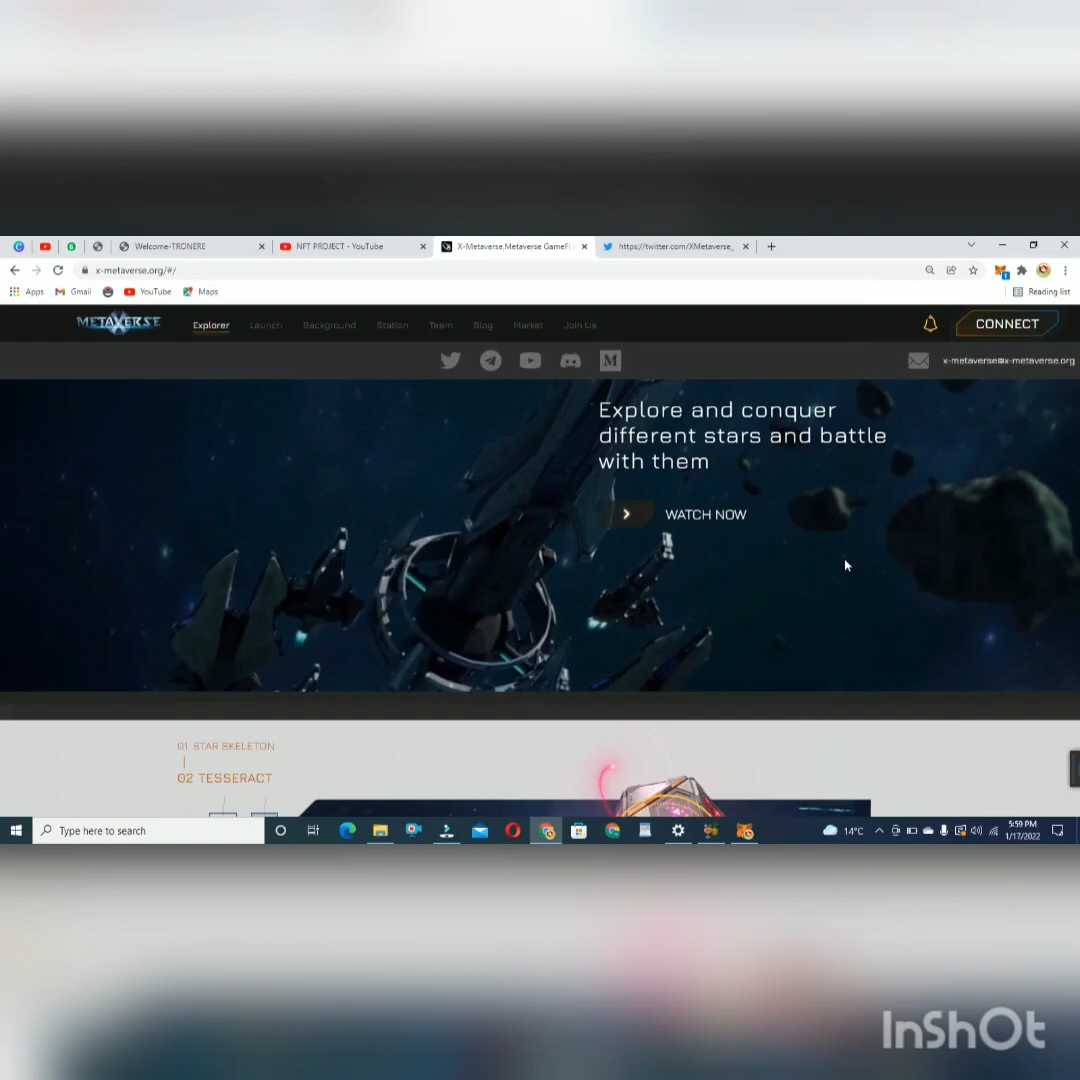 Welcome-TRONERE
NFT PROJECT - YouTube
X-Metaverse,Metaverse GameFi
https://twitter.com/XMetaverse_
x-metaverse.org/#/
Apps
Gmail
YouTube
Maps
Reading list
METAVERSE
Explorer
Launch
Background
Station
Team
Blog
Market
Join Us
CONNECT
x-metaverse@x-metaverse.org
Explore and conquer
different stars and battle
with them
WATCH NOW
01 STAR SKELETON
02 TESSERACT
Type here to search
14°C
5:59 PM
1/17/2022
InShOt